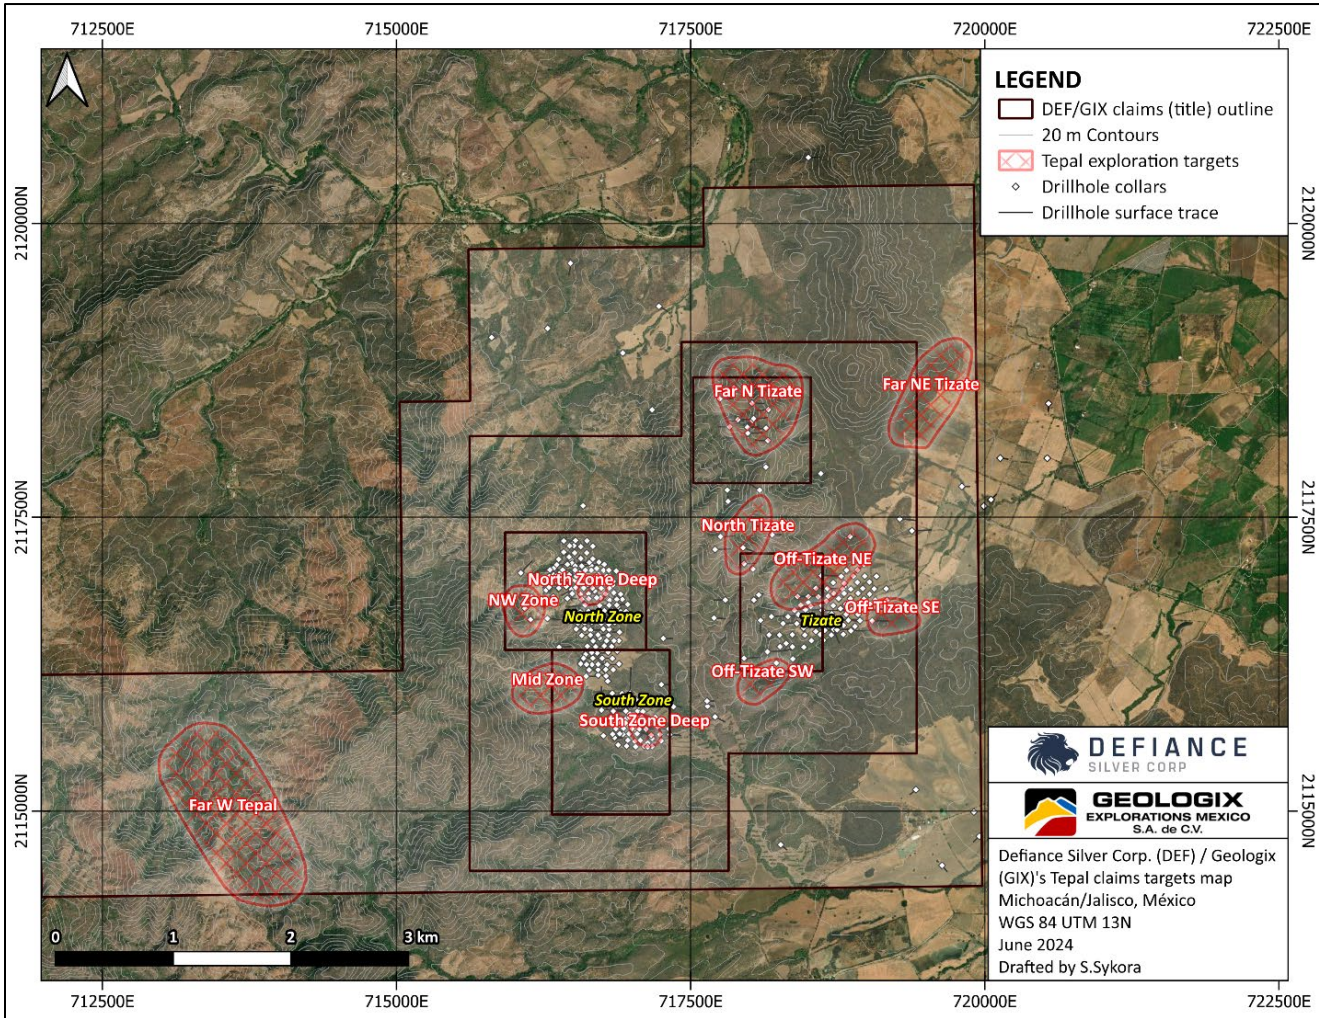 712500E
715000E
717500E
720000E
722500E
LEGEND
DEF/GIX claims (title) outline
20 m Contours
Tepal exploration targets
Drillhole collars
Drillhole surface trace
2120000N
2120000N
Far N Tizate
Far NE Tizate
2117500N
2117500N
North Tizate
Off-Tizate NE
North Zone Deep
NW Zone
North Zone
Off-Tizate SE
Tizate
Mid Zone
Off-Tizate SW
South Zone
South Zone Deep
Far W Tepal
2115000N
2115000N
DEFIANCE
SILVER CORP
GEOLOGIX
EXPLORATIONS MEXICO
S.A. de C.V.
Defiance Silver Corp. (DEF) / Geologix
(GIX)'s Tepal claims targets map
Michoacán/Jalisco, México
WGS 84 UTM 13N
June 2024
Drafted by S.Sykora
0
1
2
3 km
712500E
715000E
717500E
720000E
722500E